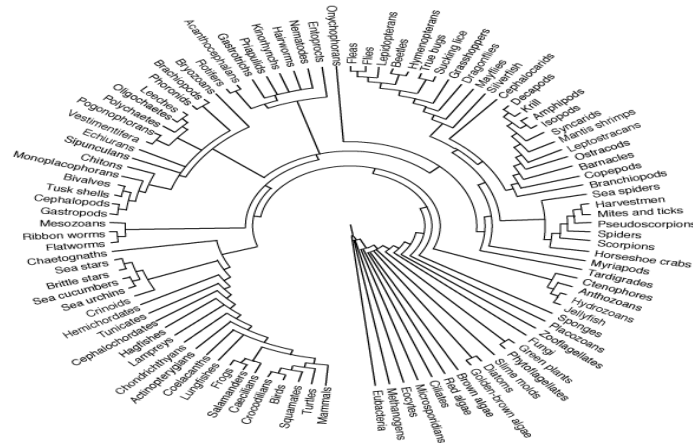 Onychophorans
Fleas
Flies
Lepidopterans
Beetles
Hymenopterans
True bugs
Sucking lice
Grasshoppers
Dragonflies
Mayflies
Silverfish
Cephalocarids
Decapods
Krill
Amphipods
Isopods
Syncarids
Mantis shrimps
Leptostracans
Ostracods
Barnacles
Copepods
Branchiopods
Sea spiders
Harvestmen
Mites and ticks
Pseudoscorpions
Spiders
Scorpions
Horseshoe crabs
Myriapods
Tardigrades
Ctenophores
Anthozoans
Hydrozoans
Jellyfish
Sponges
Placozoans
Zooflagellates
Fungi
Green plants
Phytoflagellates
Slime mods
Diatoms
Golden-brown algae
Brown algae
Red algae
Ciliates
Microsporidians
Eocytes
Methanogens
Eubacteria
Mammals
Turtles
Squamates
Birds
Crocodilians
Caecilians
Salamanders
Frogs
Lungfishes
Coelacanths
Actinopterygians
Chondrichthyans
Lampreys
Hagfishes
Cephalochordates
Tunicates
Hemichordates
Crinoids
Sea urchins
Sea cucumbers
Brittle stars
Sea stars
Chaetognaths
Flatworms
Ribbon worms
Mesozoans
Gastropods
Cephalopods
Tusk shells
Bivalves
Monoplacophorans
Chitons
Sipunculans
Echiurans
Vestimentifera
Pogonophorans
Polychaetes
Oligochaetes
Leeches
Phoronids
Brachiopods
Bryozoans
Rotifers
Acanthocephalans
Gastrotrichs
Priapulids
Kinorhynchs
Hairworms
Nematodes
Entoprocts